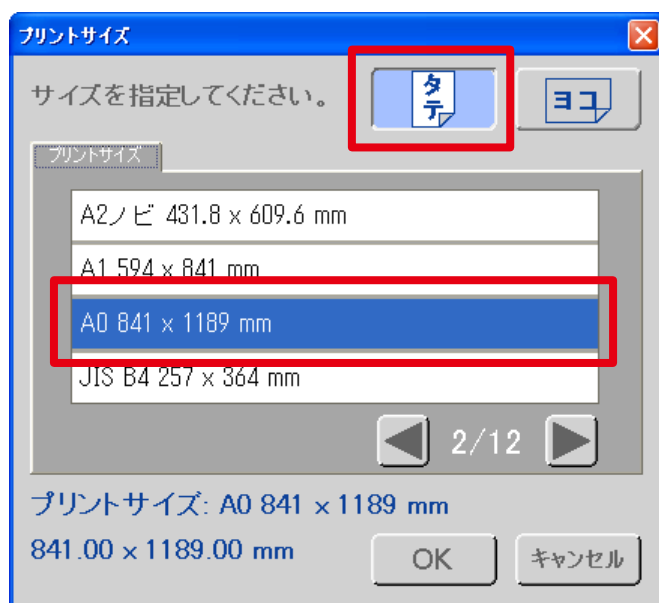 プリントサイズ
サイズを指定してください。
タテ
ヨコ
プリントサイズ
A2ノビ 431.8 x 609.6 mm
A1 594 x 841 mm
A0 841 x 1189 mm
JIS B4 257 x 364 mm
2/12
プリントサイズ: A0 841 x 1189 mm
841.00 x 1189.00 mm
OK
キャンセル